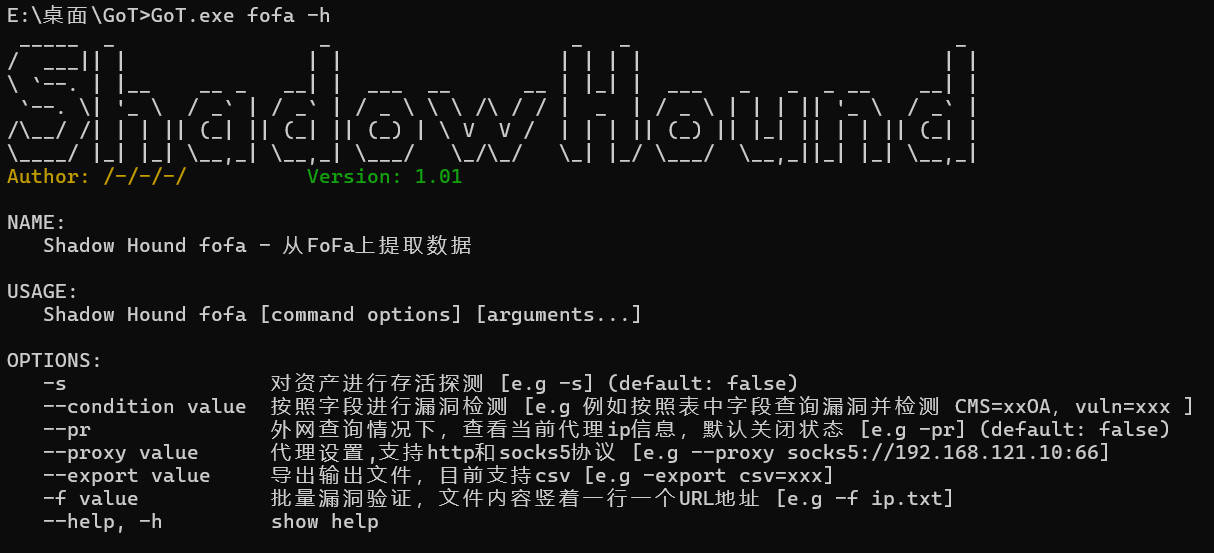 E:\桌面\GoT>GoT.exe fofa -h
Shadow Hound
Author: /-/-/-/ Version: 1.01
NAME:
Shadow Hound fofa - 从FoFa上提取数据
USAGE:
Shadow Hound fofa [command options] [arguments...]
OPTIONS:
-s 对资产进行存活探测 [e.g -s] (default: false)
--condition value 按照字段进行漏洞检测 [e.g 例如按照表中字段查询漏洞并检测 CMS=xxOA, vuln=xxx ]
--pr 外网查询情况下，查看当前代理ip信息，默认关闭状态 [e.g -pr] (default: false)
--proxy value 代理设置,支持http和socks5协议 [e.g --proxy socks5://192.168.121.10:66]
--export value 导出输出文件，目前支持csv [e.g -export csv=xxx]
-f value 批量漏洞验证，文件内容竖着一行一个URL地址 [e.g -f ip.txt]
--help, -h show help